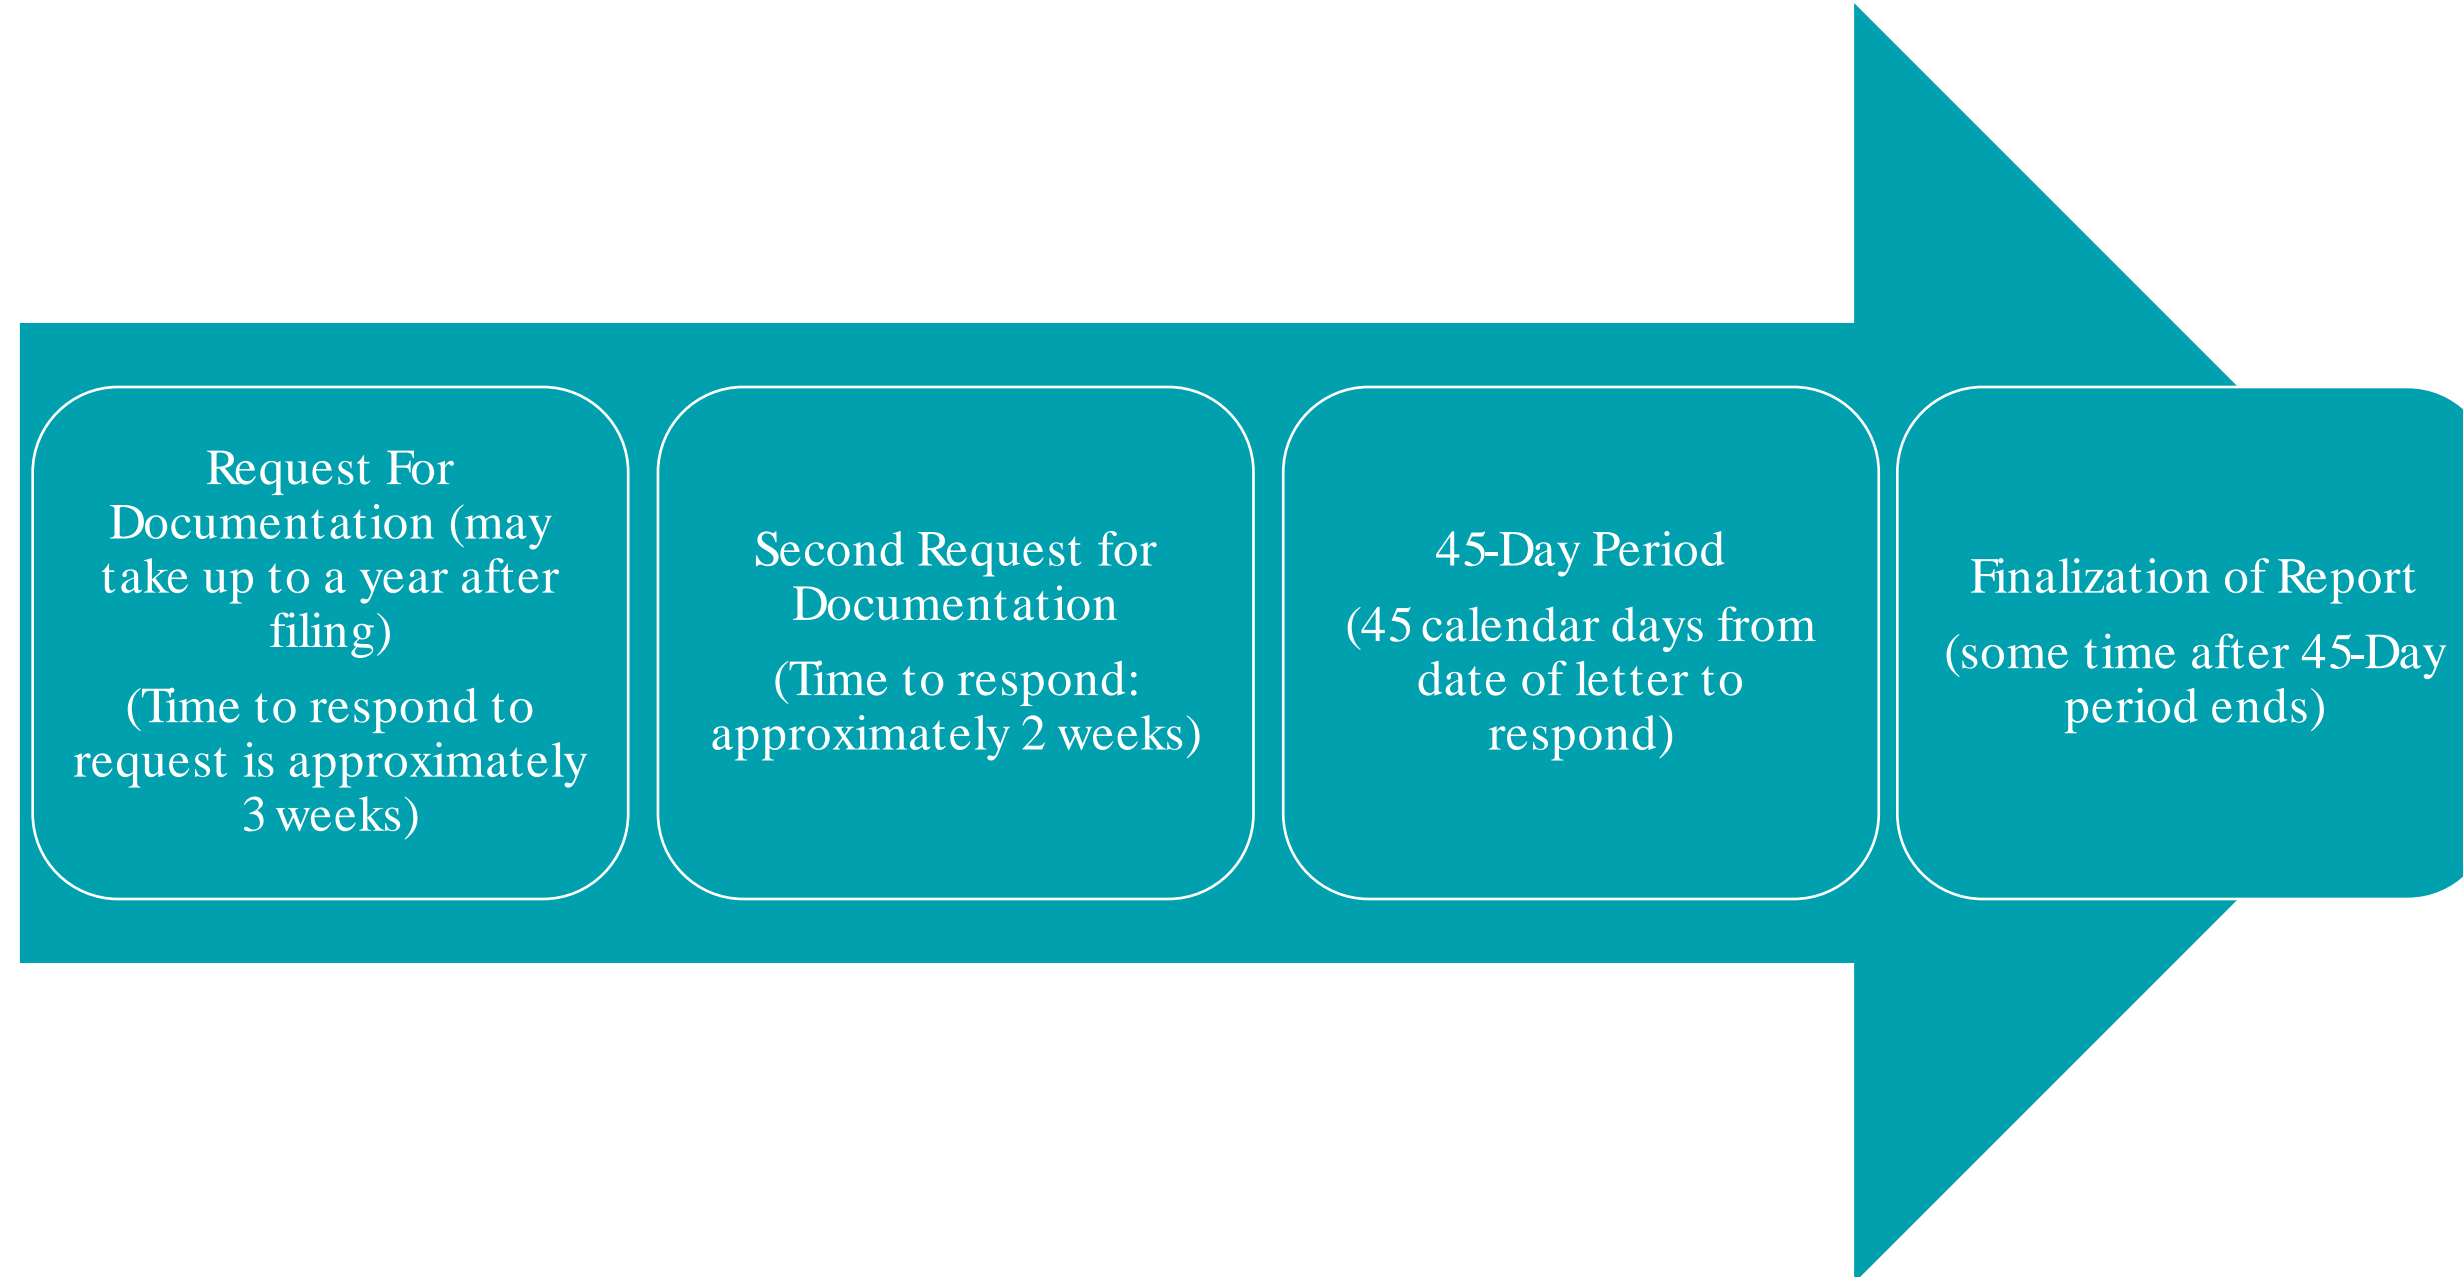 Request For
Documentation (may
take up to a year after
filing)
(Time to respond to
request is approximately
3 weeks)
Second Request for
Documentation
(Time to respond:
approximately 2 weeks)
45-Day Period
(45 calendar days from
date of letter to
respond)
Finalization of Report
(some time after 45-Day
period ends)